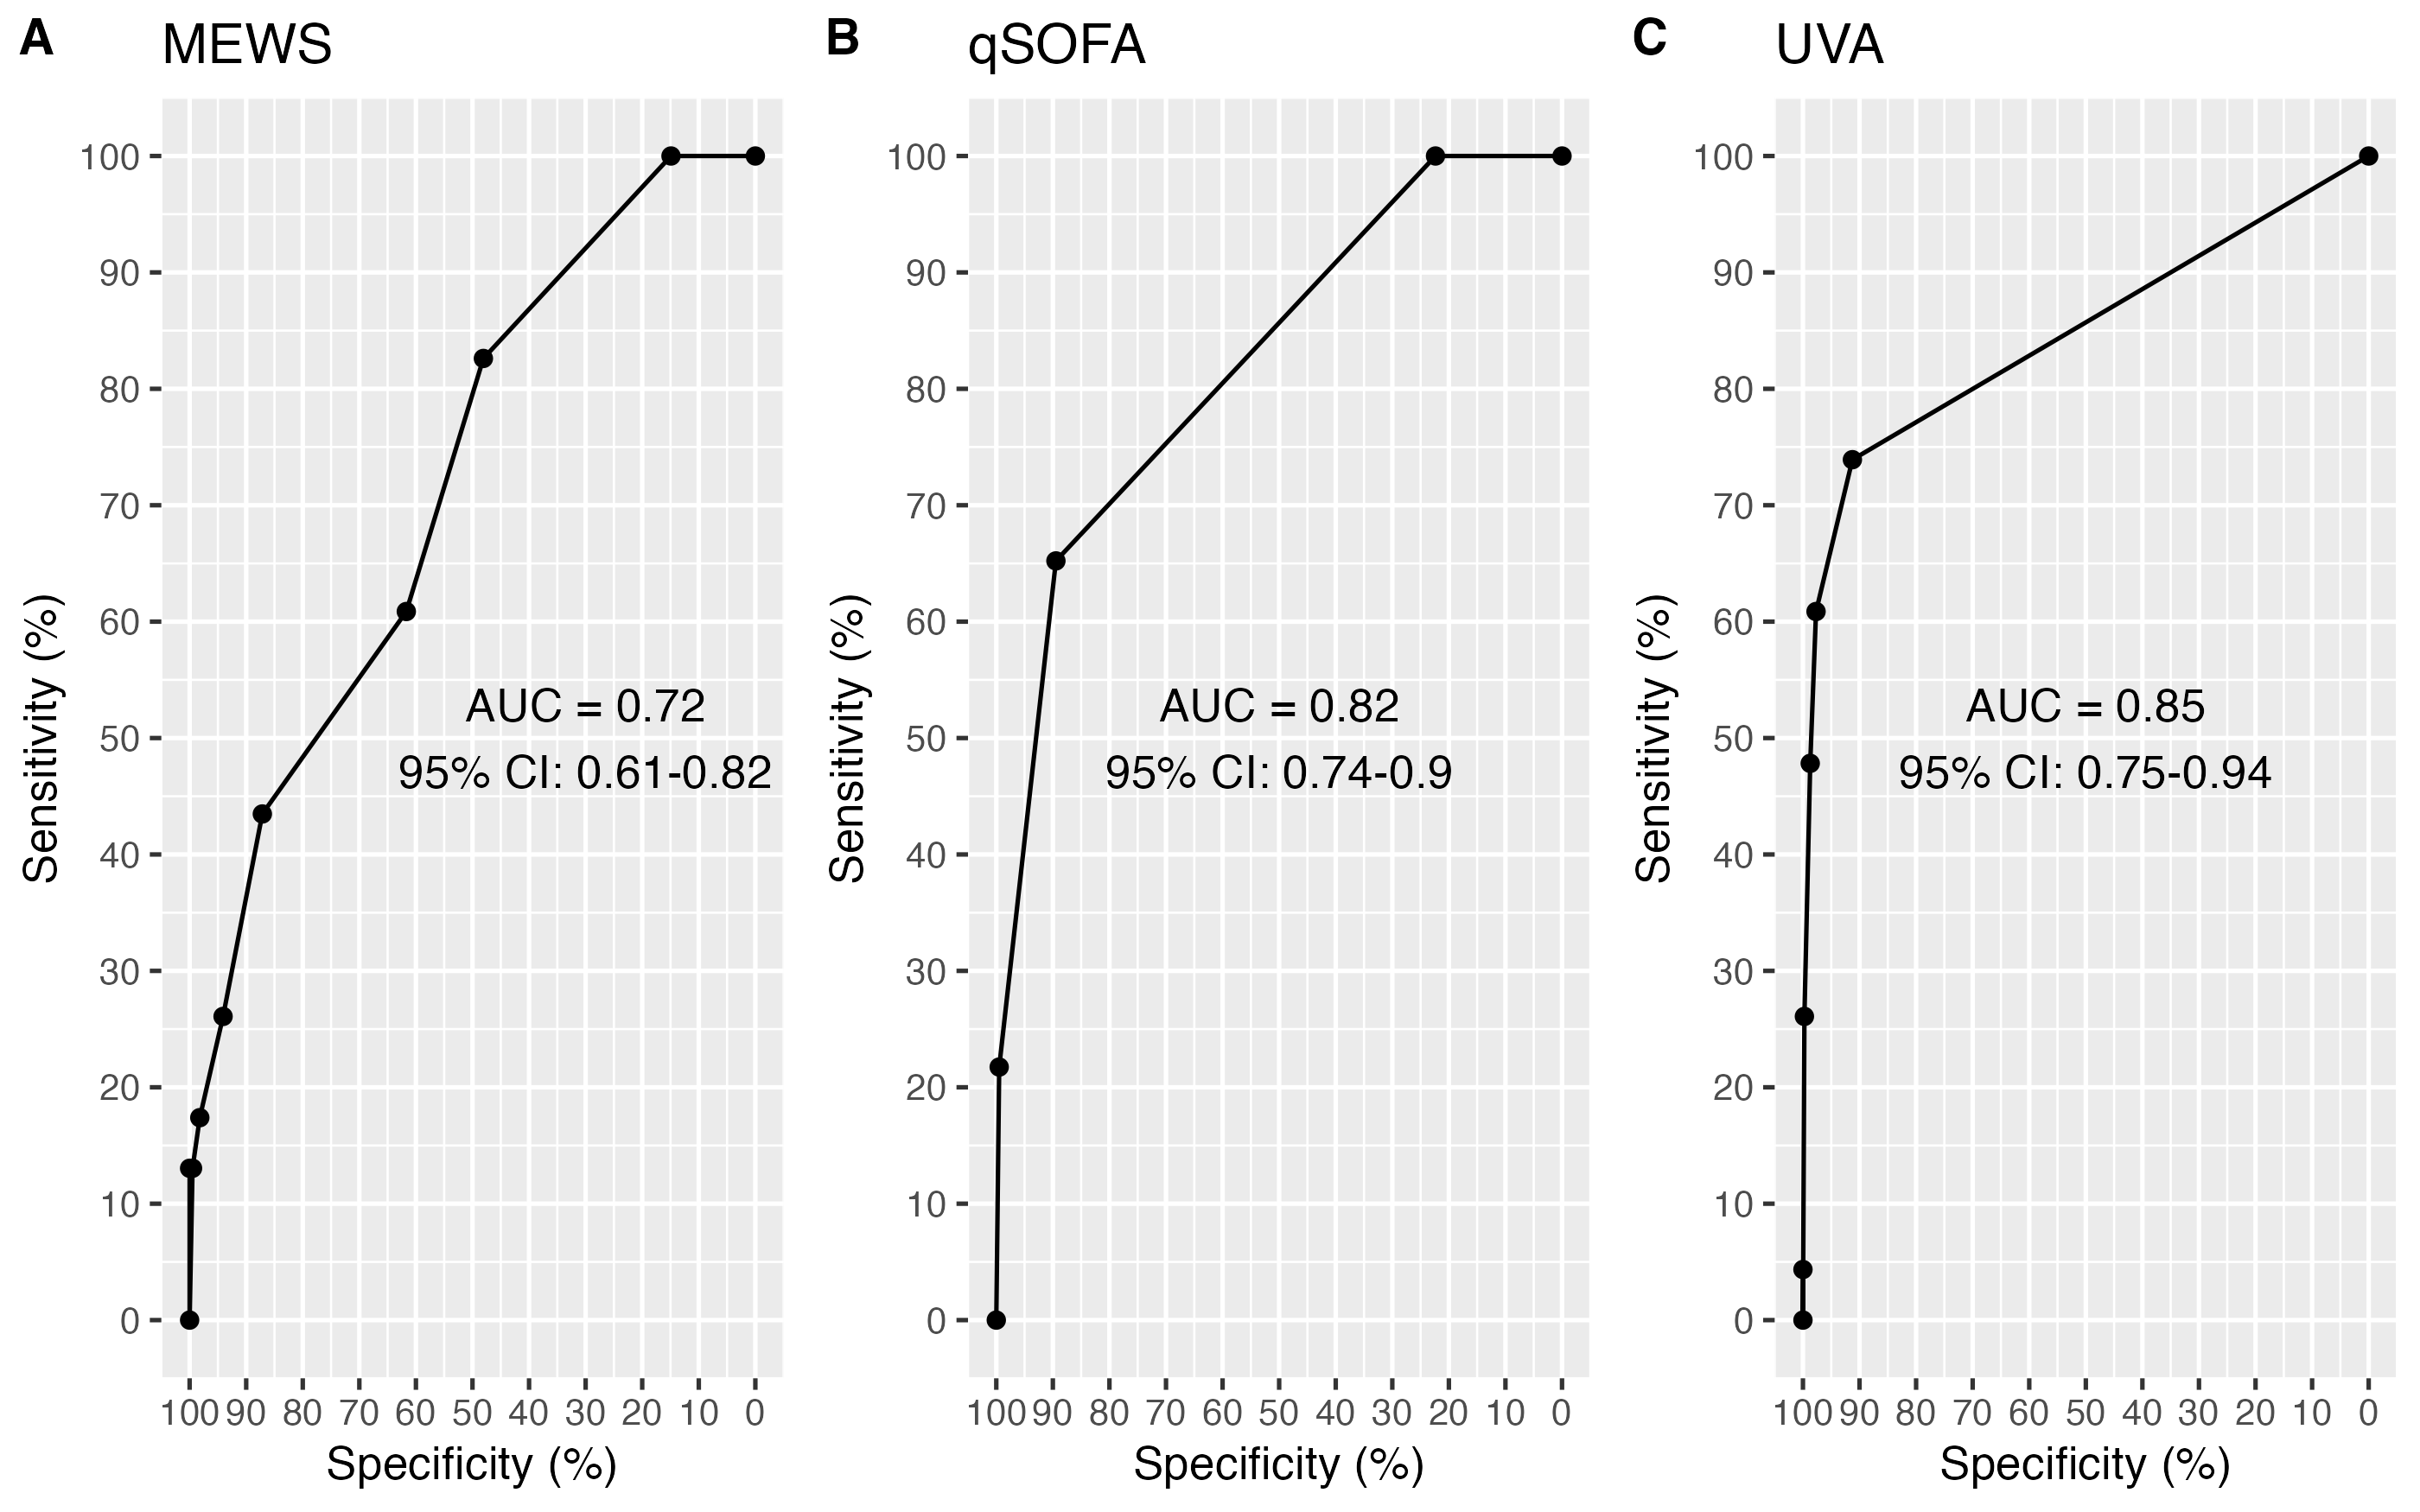 A MEWS
100
90
80
70
60
50
40
30
20
10
0
Sensitivity (%)
AUC = 0.72
95% CI: 0.61-0.82
100 90 80 70 60 50 40 30 20 10 0
Specificity (%)
B qSOFA
100
90
80
70
60
50
40
30
20
10
0
Sensitivity (%)
AUC = 0.82
95% CI: 0.74-0.9
100 90 80 70 60 50 40 30 20 10 0
Specificity (%)
C UVA
100
90
80
70
60
50
40
30
20
10
0
Sensitivity (%)
AUC = 0.85
95% CI: 0.75-0.94
100 90 80 70 60 50 40 30 20 10 0
Specificity (%)